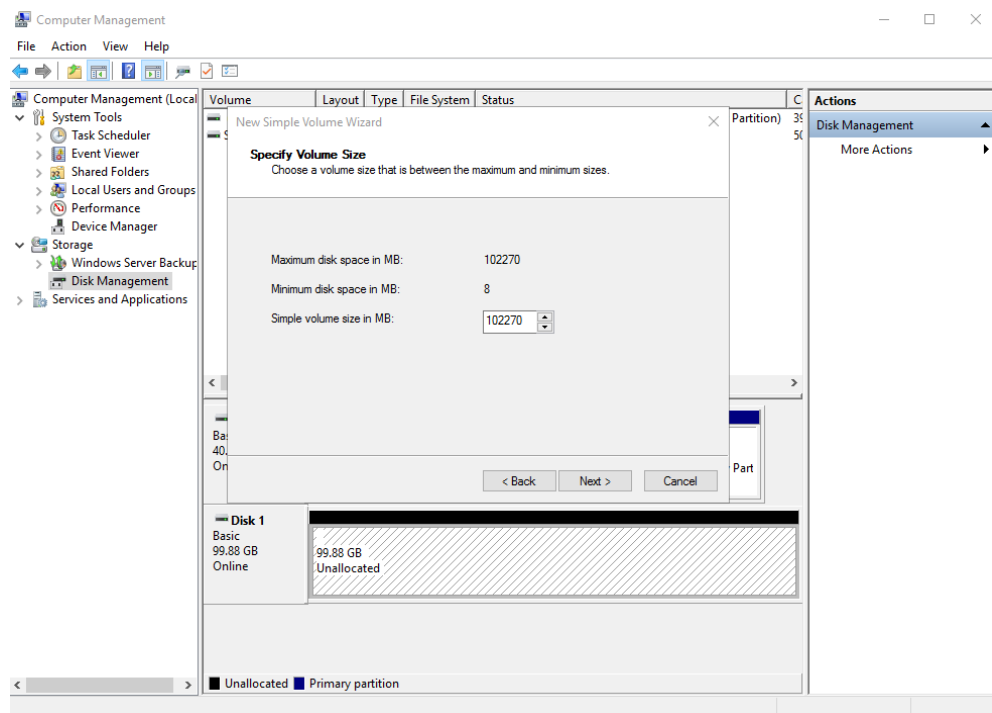 Computer Management
File Action View Help
Computer Management (Local
System Tools
Task Scheduler
Event Viewer
Shared Folders
Local Users and Groups
Performance
Device Manager
Storage
Windows Server Backup
Disk Management
Services and Applications
Volume Layout Type File System Status C
Partition) 39
S 50
New Simple Volume Wizard
Specify Volume Size
Choose a volume size that is between the maximum and minimum sizes.
Maximum disk space in MB: 102270
Minimum disk space in MB: 8
Simple volume size in MB: 102270
< Back Next > Cancel
Bas
40.
On
Part
Disk 1
Basic
99.88 GB
Online
99.88 GB
Unallocated
Unallocated Primary partition
Actions
Disk Management
More Actions